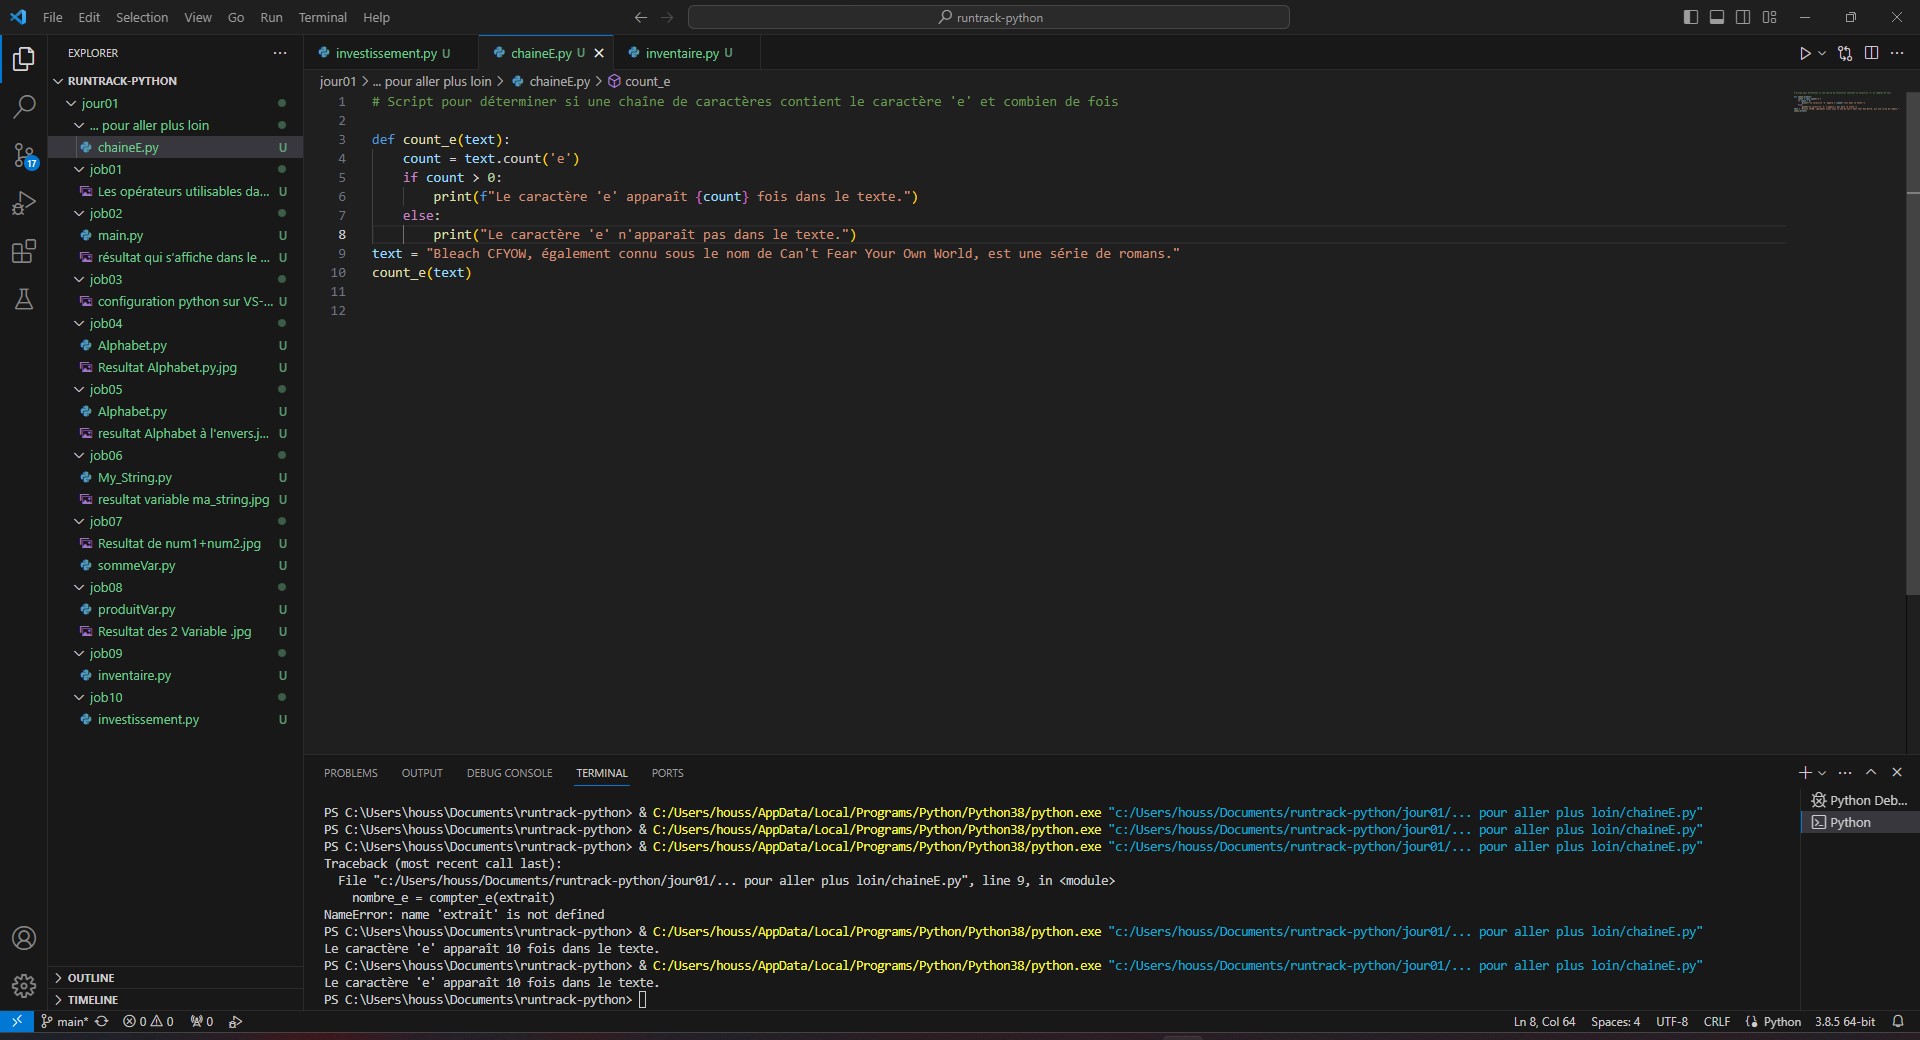 File Edit Selection View Go Run Terminal Help
runtrack-python
EXPLORER
RUNTRACK-PYTHON
jour01
... pour aller plus loin
chaineE.py U
job01
Les opérateurs utilisables da... U
job02
main.py U
résultat qui s'affiche dans le ... U
job03
configuration python sur VS-... U
job04
Alphabet.py U
Resultat Alphabet.py.jpg U
job05
Alphabet.py U
resultat Alphabet à l'envers.j... U
job06
My_String.py U
resultat variable ma_string.jpg U
job07
Resultat de num1+num2.jpg U
sommeVar.py U
job08
produitVar.py U
Resultat des 2 Variable .jpg U
job09
inventaire.py U
job10
investissement.py U
OUTLINE
TIMELINE
17
investissement.py U chaineE.py U inventaire.py U
jour01 > ... pour aller plus loin > chaineE.py > count_e
1 # Script pour déterminer si une chaîne de caractères contient le caractère 'e' et combien de fois
2
3 def count_e(text):
4     count = text.count('e')
5     if count > 0:
6         print(f"Le caractère 'e' apparaît {count} fois dans le texte.")
7     else:
8         print("Le caractère 'e' n'apparaît pas dans le texte.")
9 text = "Bleach CFYOW, également connu sous le nom de Can't Fear Your Own World, est une série de romans."
10 count_e(text)
11
12
PROBLEMS OUTPUT DEBUG CONSOLE TERMINAL PORTS
PS C:\Users\houss\Documents\runtrack-python> & C:/Users/houss/AppData/Local/Programs/Python/Python38/python.exe "c:/Users/houss/Documents/runtrack-python/jour01/... pour aller plus loin/chaineE.py"
PS C:\Users\houss\Documents\runtrack-python> & C:/Users/houss/AppData/Local/Programs/Python/Python38/python.exe "c:/Users/houss/Documents/runtrack-python/jour01/... pour aller plus loin/chaineE.py"
PS C:\Users\houss\Documents\runtrack-python> & C:/Users/houss/AppData/Local/Programs/Python/Python38/python.exe "c:/Users/houss/Documents/runtrack-python/jour01/... pour aller plus loin/chaineE.py"
Traceback (most recent call last):
  File "c:/Users/houss/Documents/runtrack-python/jour01/... pour aller plus loin/chaineE.py", line 9, in <module>
    nombre_e = compter_e(extrait)
NameError: name 'extrait' is not defined
PS C:\Users\houss\Documents\runtrack-python> & C:/Users/houss/AppData/Local/Programs/Python/Python38/python.exe "c:/Users/houss/Documents/runtrack-python/jour01/... pour aller plus loin/chaineE.py"
Le caractère 'e' apparaît 10 fois dans le texte.
PS C:\Users\houss\Documents\runtrack-python> & C:/Users/houss/AppData/Local/Programs/Python/Python38/python.exe "c:/Users/houss/Documents/runtrack-python/jour01/... pour aller plus loin/chaineE.py"
Le caractère 'e' apparaît 10 fois dans le texte.
PS C:\Users\houss\Documents\runtrack-python>
Python Deb...
Python
main* 0 0 0 Ln 8, Col 64 Spaces: 4 UTF-8 CRLF Python 3.8.5 64-bit